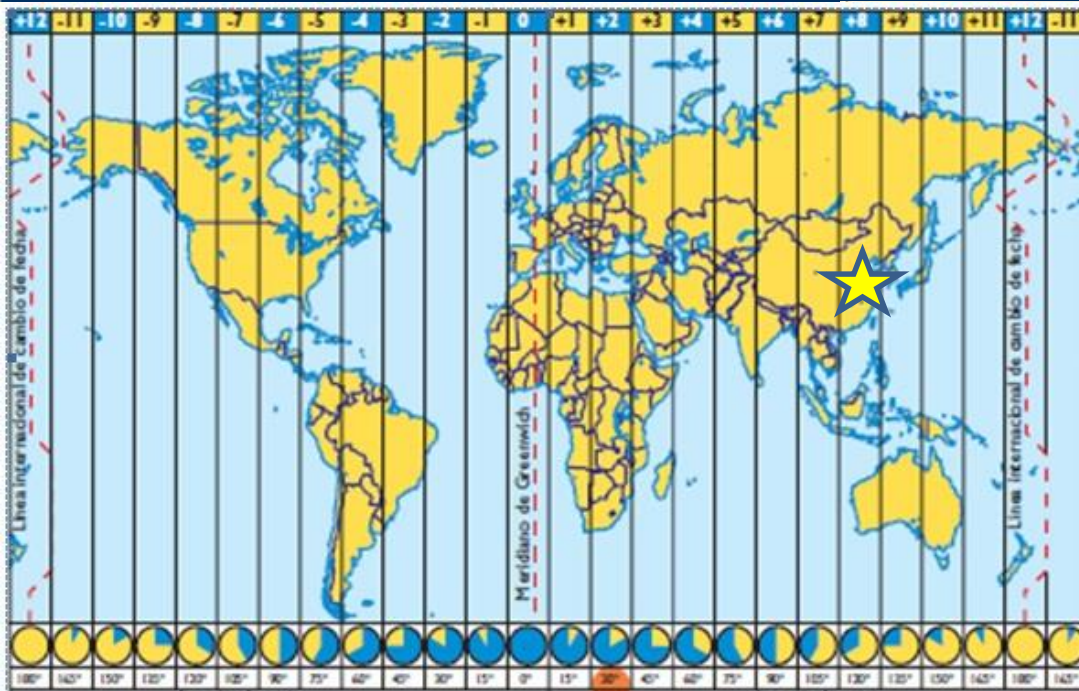 +12 -11 -10 -9 -8 -7 -6 -5 -4 -3 -2 -1 0 +1 +2 +3 +4 +5 +6 +7 +8 +9 +10 +11 +12 -11
Línea internacional de cambio de fecha
Meridiano de Greenwich
Línea internacional de cambio de fecha
180° 165° 150° 135° 120° 105° 90° 75° 60° 45° 30° 15° 0° 15° 30° 45° 60° 75° 90° 105° 120° 135° 150° 165° 180° 165°